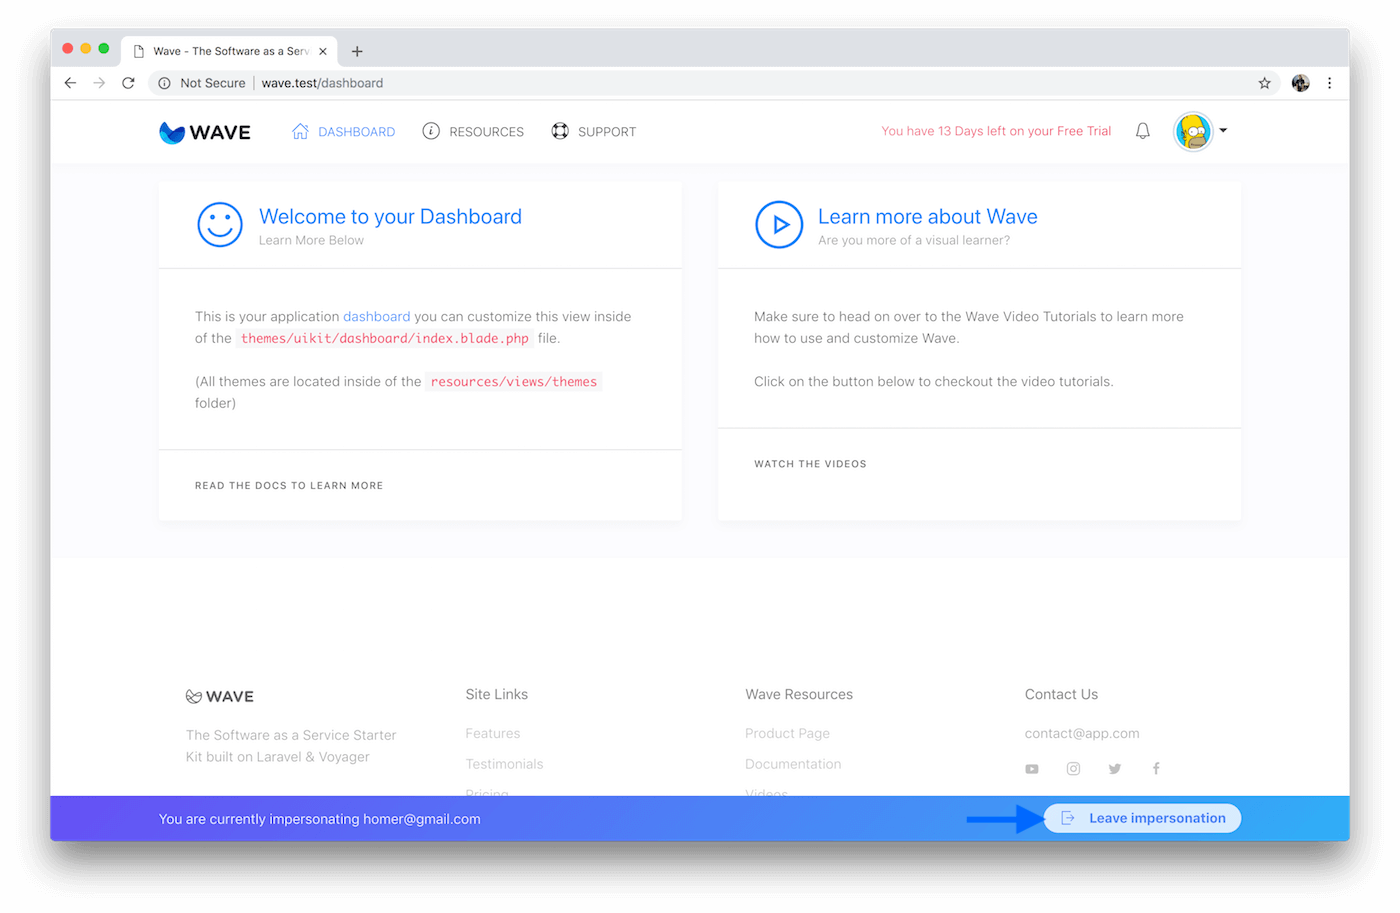 Wave - The Software as a Serv
Not Secure | wave.test/dashboard
WAVE
DASHBOARD
RESOURCES
SUPPORT
You have 13 Days left on your Free Trial
Welcome to your Dashboard
Learn More Below
This is your application dashboard you can customize this view inside
of the themes/uikit/dashboard/index.blade.php file.
(All themes are located inside of the resources/views/themes
folder)
READ THE DOCS TO LEARN MORE
Learn more about Wave
Are you more of a visual learner?
Make sure to head on over to the Wave Video Tutorials to learn more
how to use and customize Wave.
Click on the button below to checkout the video tutorials.
WATCH THE VIDEOS
WAVE
The Software as a Service Starter
Kit built on Laravel & Voyager
Site Links
Features
Testimonials
Pricing
Wave Resources
Product Page
Documentation
Videos
Contact Us
contact@app.com
You are currently impersonating homer@gmail.com
Leave impersonation